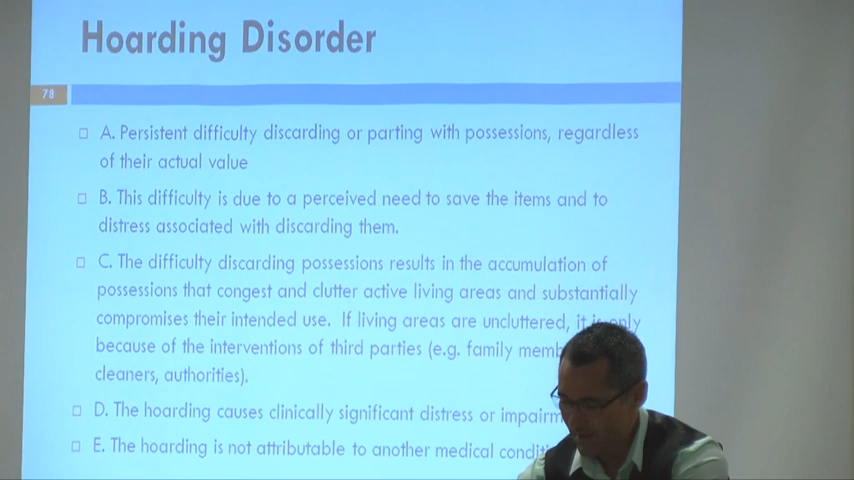 Hoarding Disorder
78
A. Persistent difficulty discarding or parting with possessions, regardless
of their actual value
B. This difficulty is due to a perceived need to save the items and to
distress associated with discarding them.
C. The difficulty discarding possessions results in the accumulation of
possessions that congest and clutter active living areas and substantially
compromises their intended use. If living areas are uncluttered, it is only
because of the interventions of third parties (e.g. family memb
cleaners, authorities).
D. The hoarding causes clinically significant distress or impairm
E. The hoarding is not attributable to another medical conditi